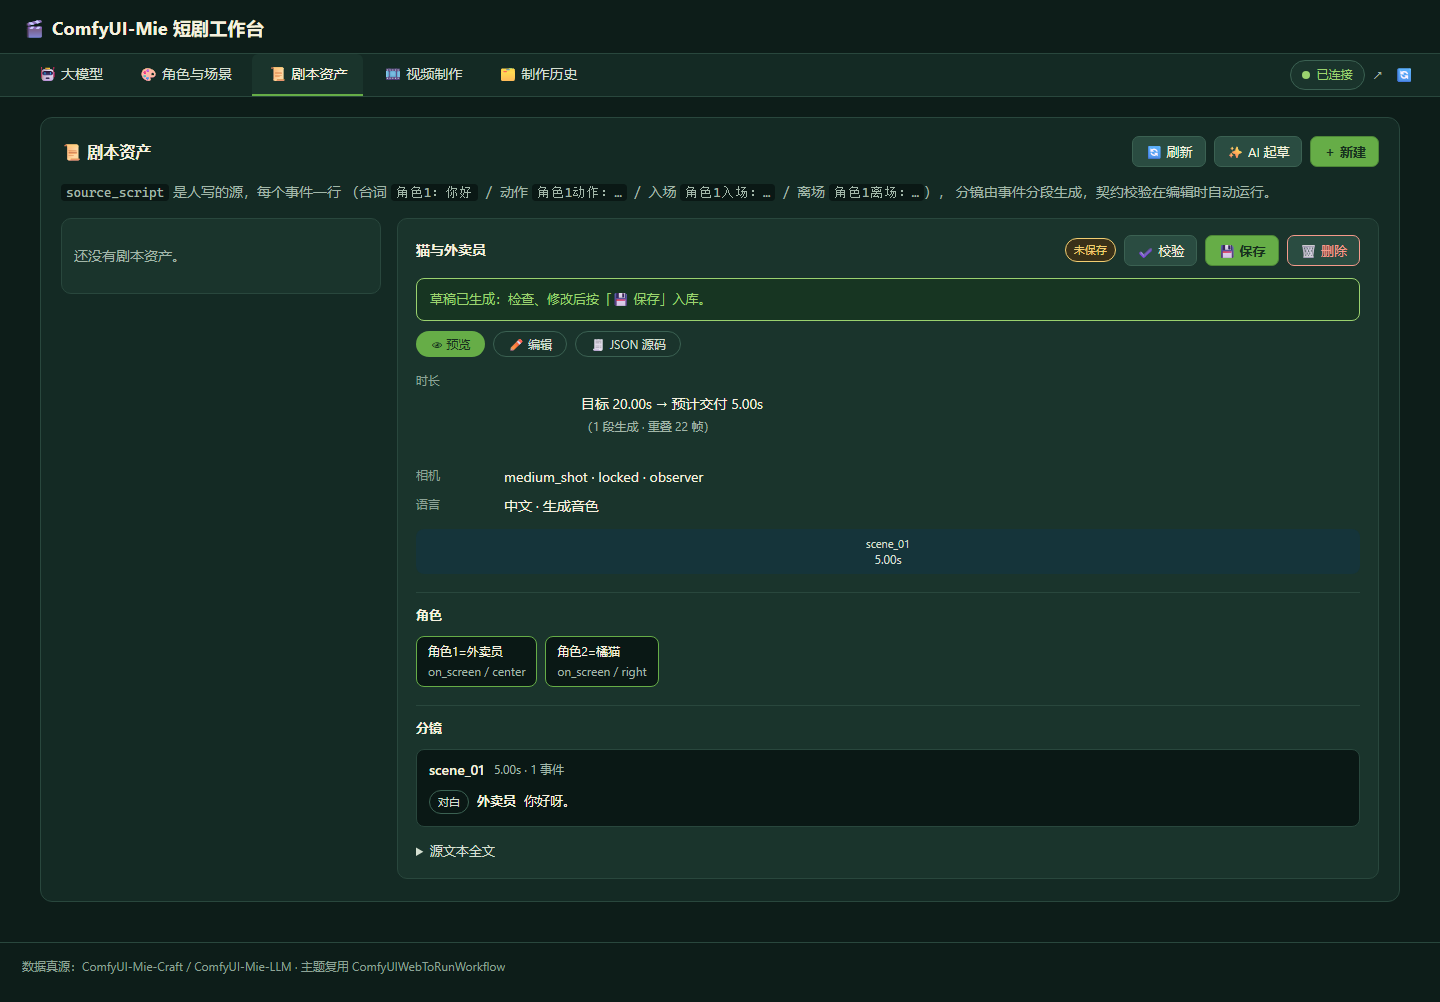 ComfyUI-Mie 短剧工作台
大模型
角色与场景
剧本资产
视频制作
制作历史
已连接
剧本资产
刷新
AI 起草
+ 新建
source_script 是人写的源，每个事件一行 （台词 角色1：你好 / 动作 角色1动作：… / 入场 角色1入场：… / 离场 角色1离场：…）， 分镜由事件分段生成，契约校验在编辑时自动运行。
还没有剧本资产。
猫与外卖员
未保存
校验
保存
删除
草稿已生成：检查、修改后按「💾 保存」入库。
预览
编辑
JSON 源码
时长
目标 20.00s → 预计交付 5.00s
（1 段生成 · 重叠 22 帧）
相机
medium_shot · locked · observer
语言
中文 · 生成音色
scene_01
5.00s
角色
角色1=外卖员
on_screen / center
角色2=橘猫
on_screen / right
分镜
scene_01 5.00s · 1 事件
对白 外卖员 你好呀。
源文本全文
数据真源：ComfyUI-Mie-Craft / ComfyUI-Mie-LLM · 主题复用 ComfyUIWebToRunWorkflow